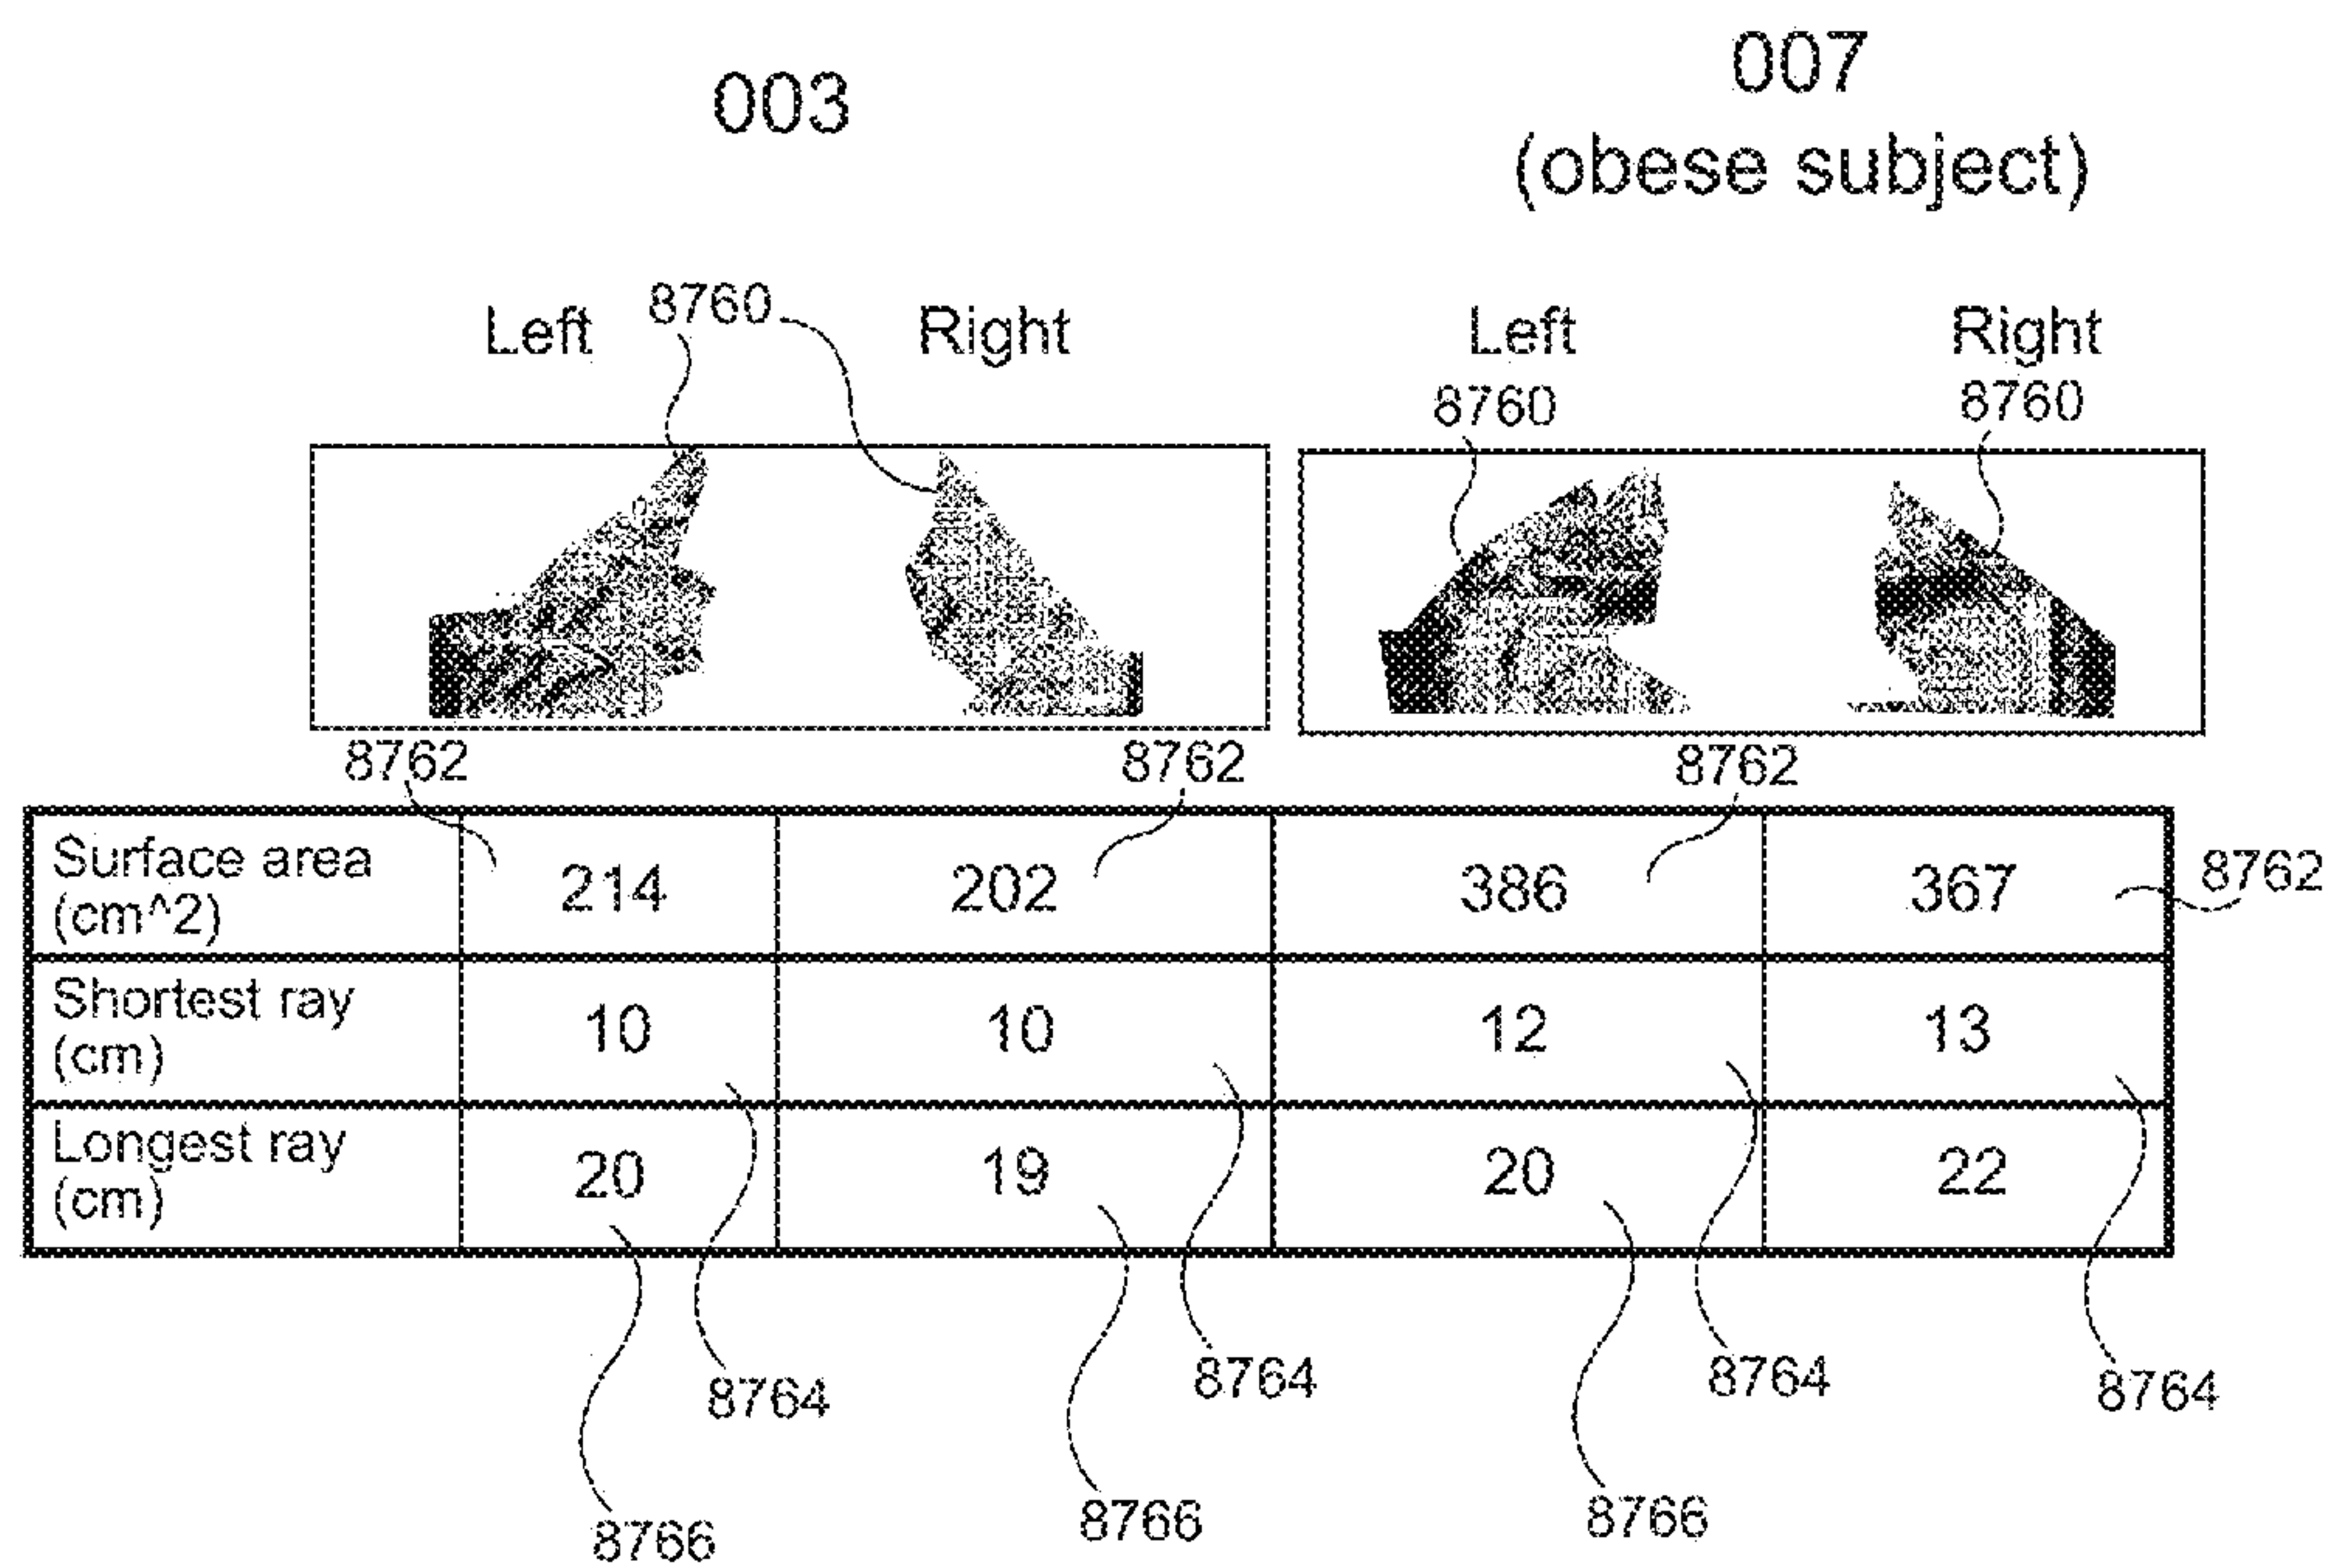 003
007
(obese subject)
Left 8760 Right
Left Right
8760 8760
8762 8762 8762
Surface area
(cm^2)
214 202 386 367 8762
Shortest ray
(cm)
10 10 12 13
Longest ray
(cm)
20 19 20 22
8764 8764 8764 8764
8766 8766 8766